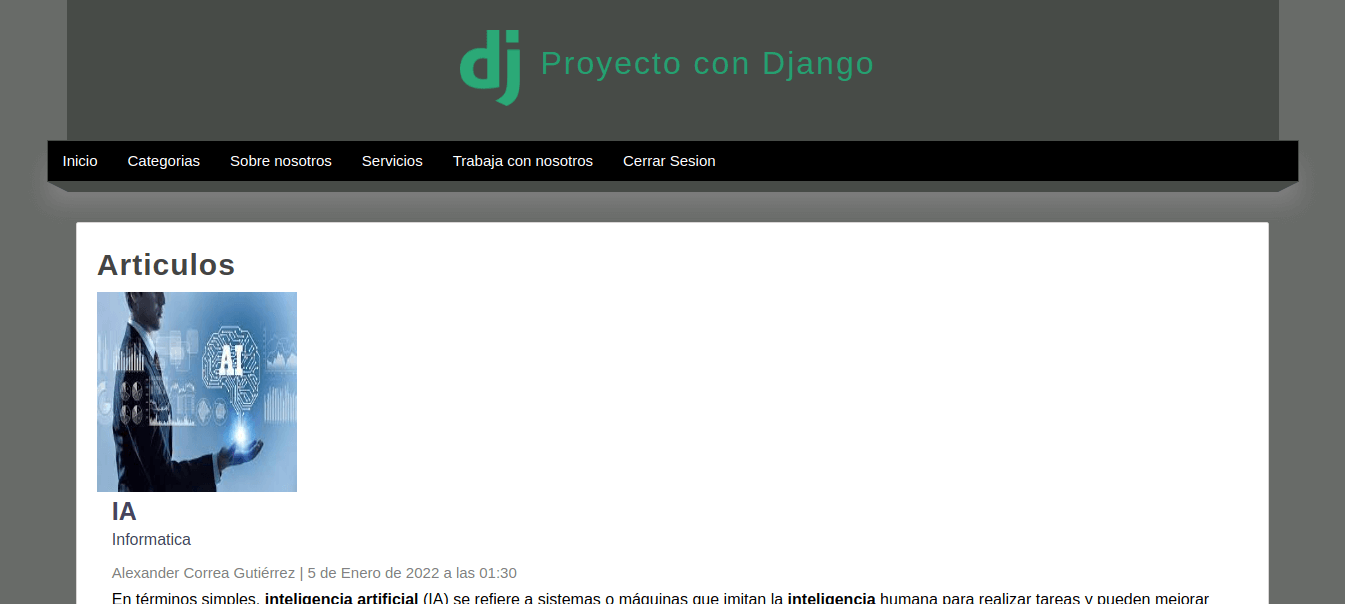 dj Proyecto con Django
Inicio Categorias Sobre nosotros Servicios Trabaja con nosotros Cerrar Sesion
Articulos
AI
IA
Informatica
Alexander Correa Gutiérrez | 5 de Enero de 2022 a las 01:30
En términos simples, inteligencia artificial (IA) se refiere a sistemas o máquinas que imitan la inteligencia humana para realizar tareas y pueden mejorar